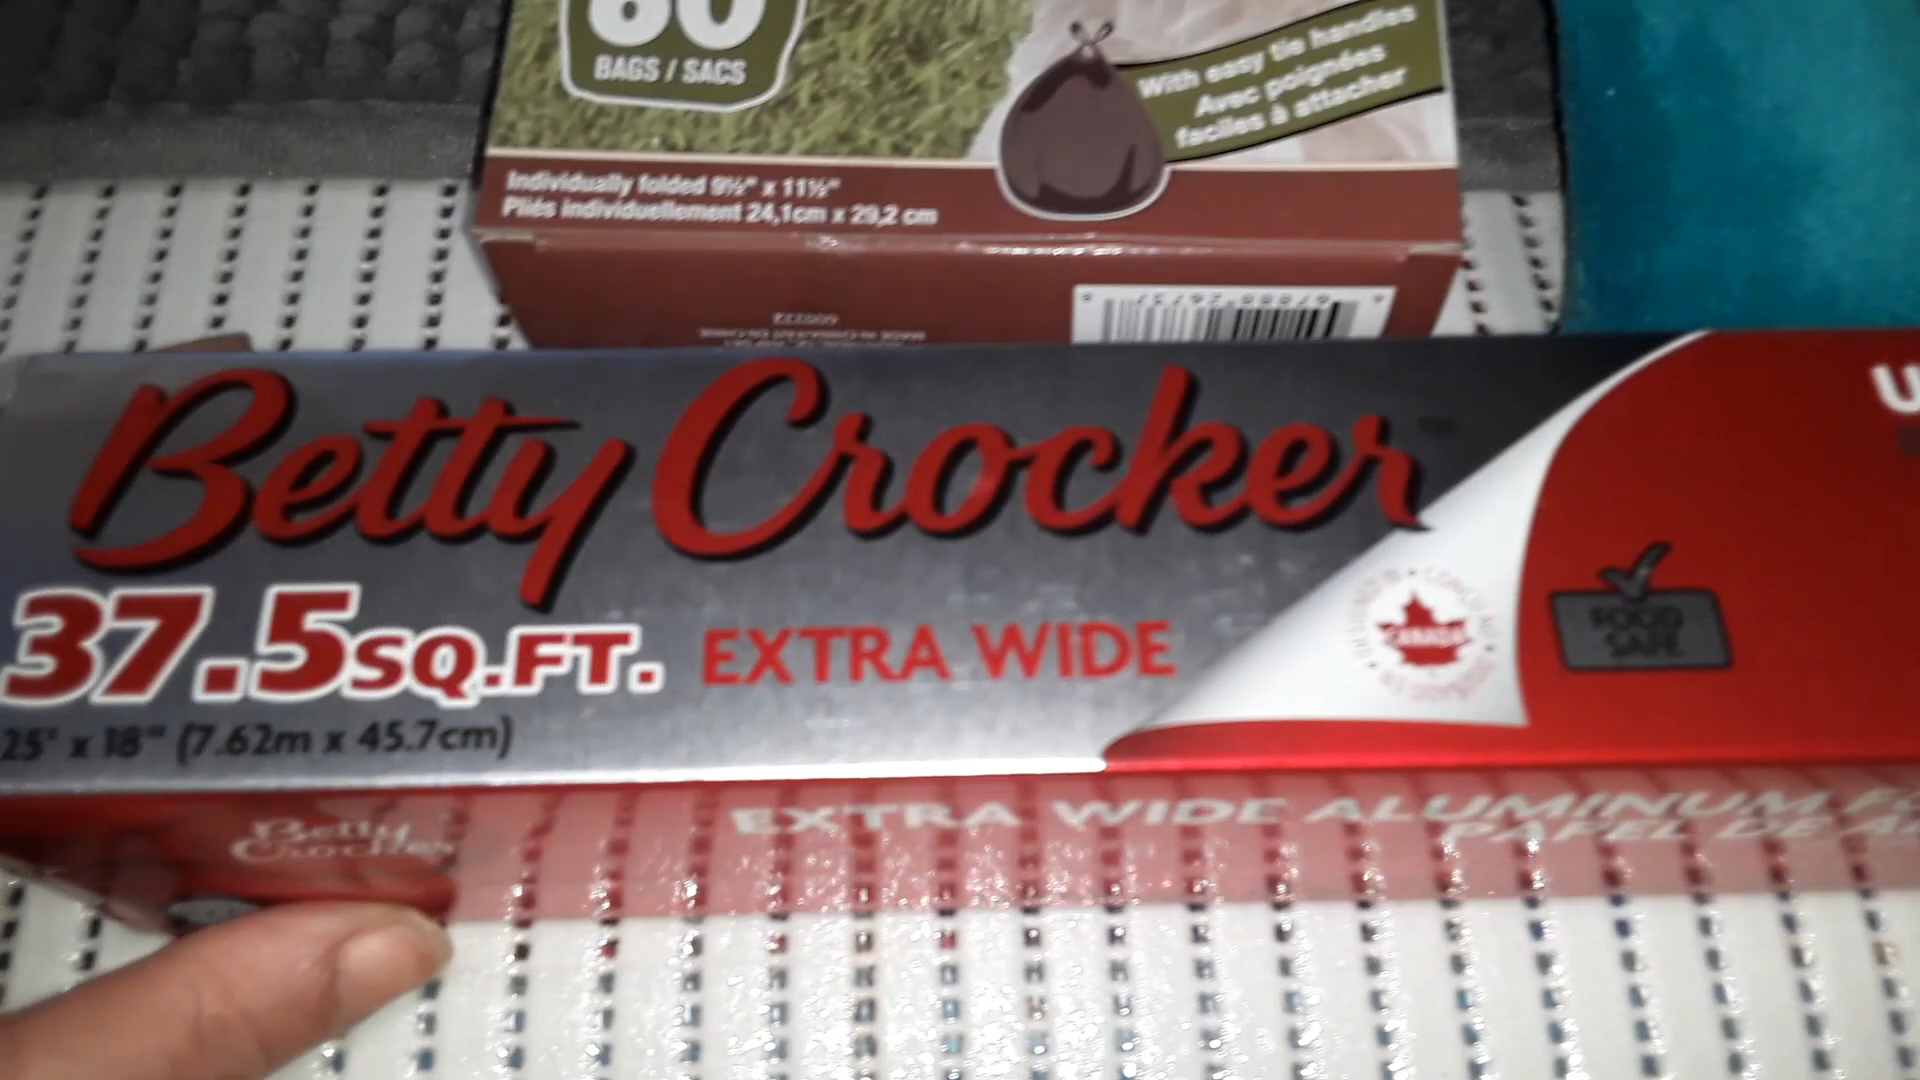 BAGS / SACS
With easy tie handles
Avec poignées
faciles à attacher
Individually folded 9½" x 11½"
Pliés individuellement 24,1cm x 29,2 cm
Betty Crocker
37.5 SQ.FT. EXTRA WIDE
25' x 18" (7.62m x 45.7cm)
CANADA
FOOD
SAFE
Betty
Crocker
EXTRA WIDE ALUMINUM
PAPEL DE